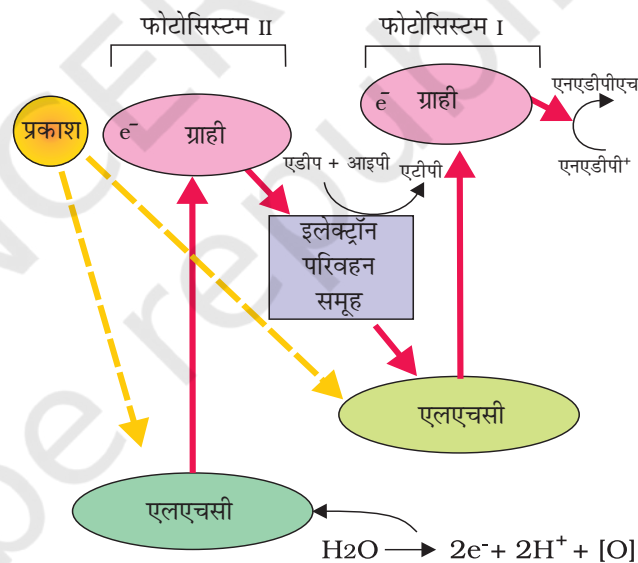 फोटोसिस्टम II
फोटोसिस्टम I
प्रकाश
e⁻ ग्राही
e⁻ ग्राही
एनएडीपीएच
एनएडीपी⁺
एडीप + आइपी
एटीपी
इलेक्ट्रॉन
परिवहन
समूह
एलएचसी
एलएचसी
H2O ⟶ 2e⁻+ 2H⁺ + [O]